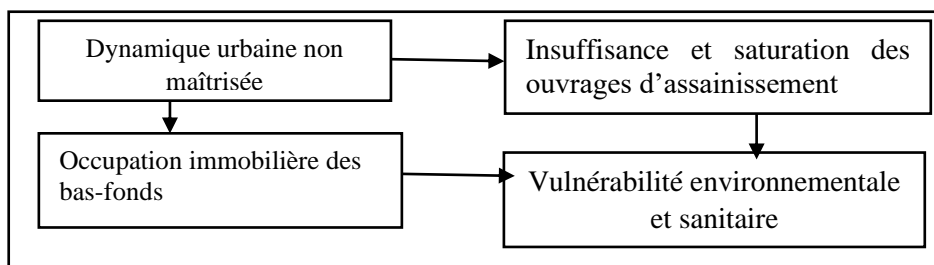 Dynamique urbaine non
maîtrisée
Insuffisance et saturation des
ouvrages d’assainissement
Occupation immobilière des
bas-fonds
Vulnérabilité environnementale
et sanitaire